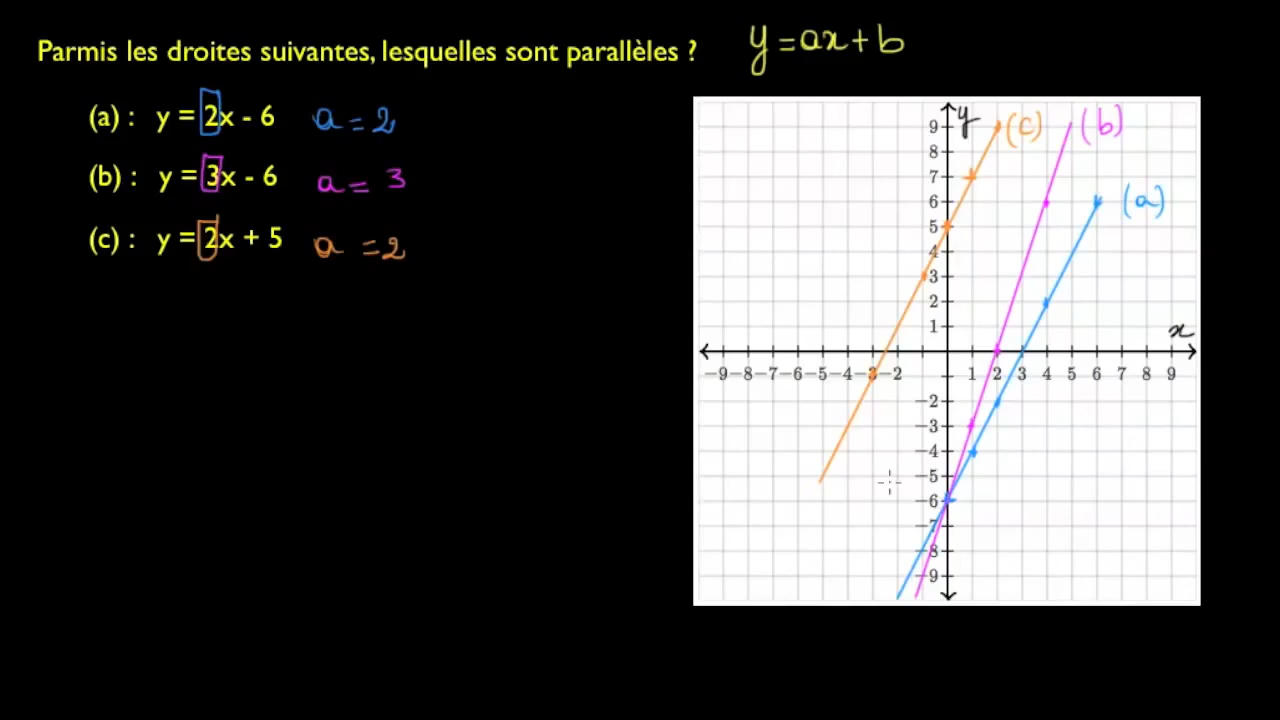 Parmis les droites suivantes, lesquelles sont parallèles ? y = ax + b
(a) : y = 2x - 6 a = 2
(b) : y = 3x - 6 a = 3
(c) : y = 2x + 5 a = 2
y
(c) (b)
(a)
x
9
8
7
6
5
4
3
2
1
−9 −8 −7 −6 −5 −4 −3 −2 1 2 3 4 5 6 7 8 9
−2
−3
−4
−5
−6
−7
−8
−9